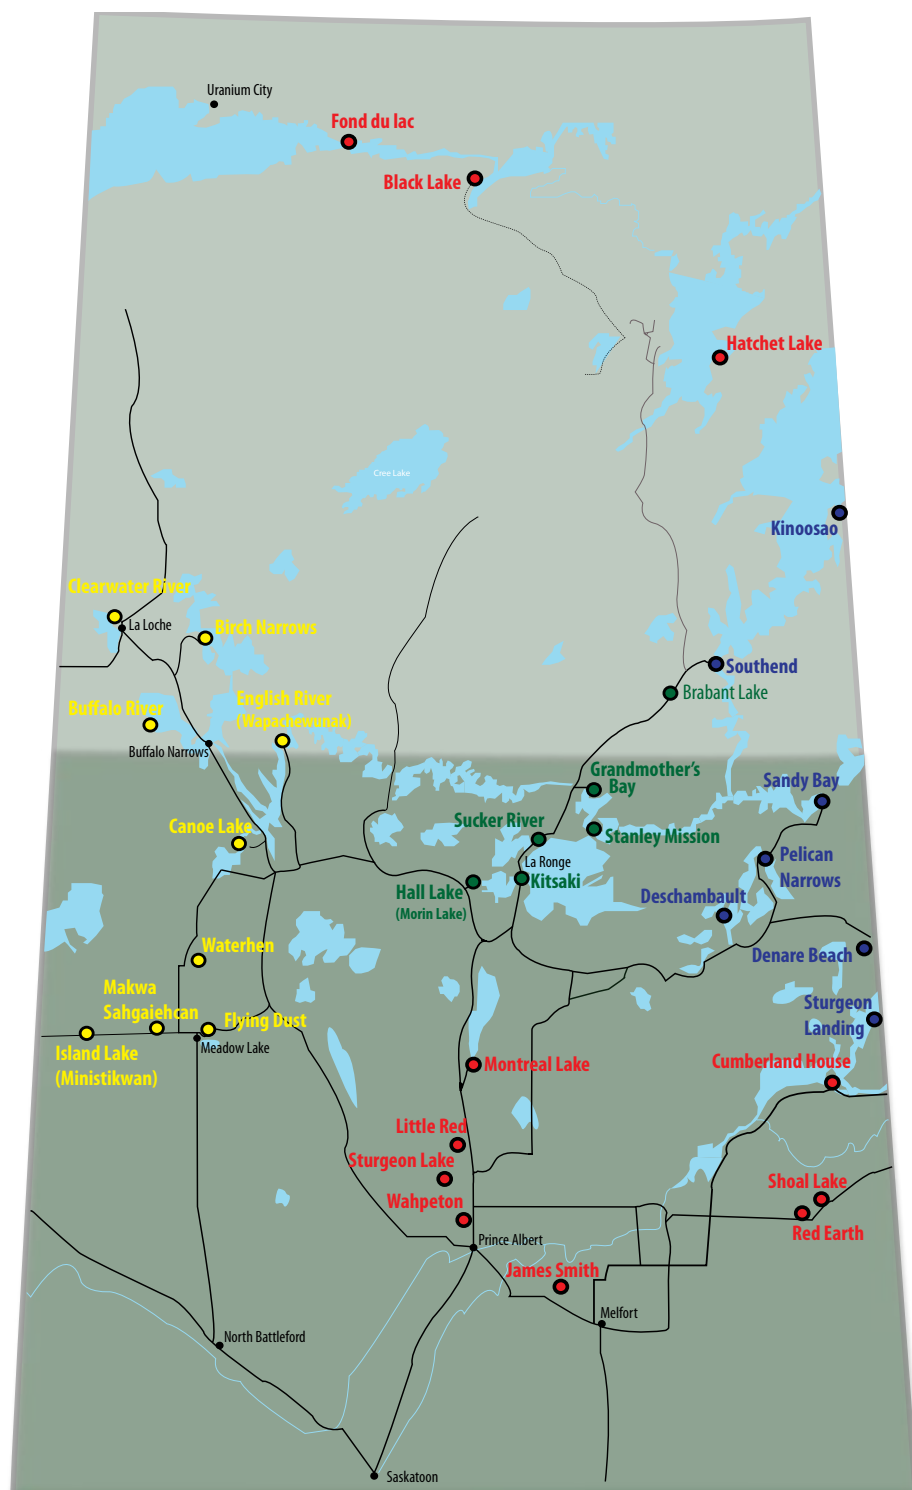 Uranium City
Fond du lac
Black Lake
Hatchet Lake
Cree Lake
Kinoosao
Clearwater River
La Loche
Birch Narrows
Southend
Brabant Lake
English River
(Wapachewunak)
Buffalo River
Buffalo Narrows
Grandmother's
Bay
Sandy Bay
Canoe Lake
Sucker River
Stanley Mission
La Ronge
Kitsaki
Hall Lake
(Morin Lake)
Pelican
Narrows
Deschambault
Waterhen
Denare Beach
Makwa
Sahgaiehcan
Flying Dust
Sturgeon
Landing
Island Lake
(Ministikwan)
Meadow Lake
Montreal Lake
Cumberland House
Little Red
Sturgeon Lake
Wahpeton
Shoal Lake
Red Earth
Prince Albert
James Smith
Melfort
North Battleford
Saskatoon